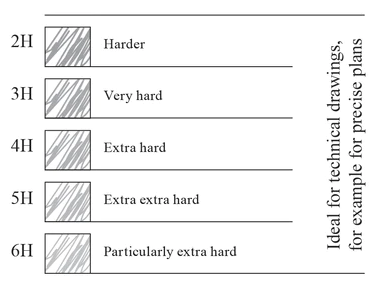 2H Harder
3H Very hard
4H Extra hard
5H Extra extra hard
6H Particularly extra hard
Ideal for technical drawings,
for example for precise plans